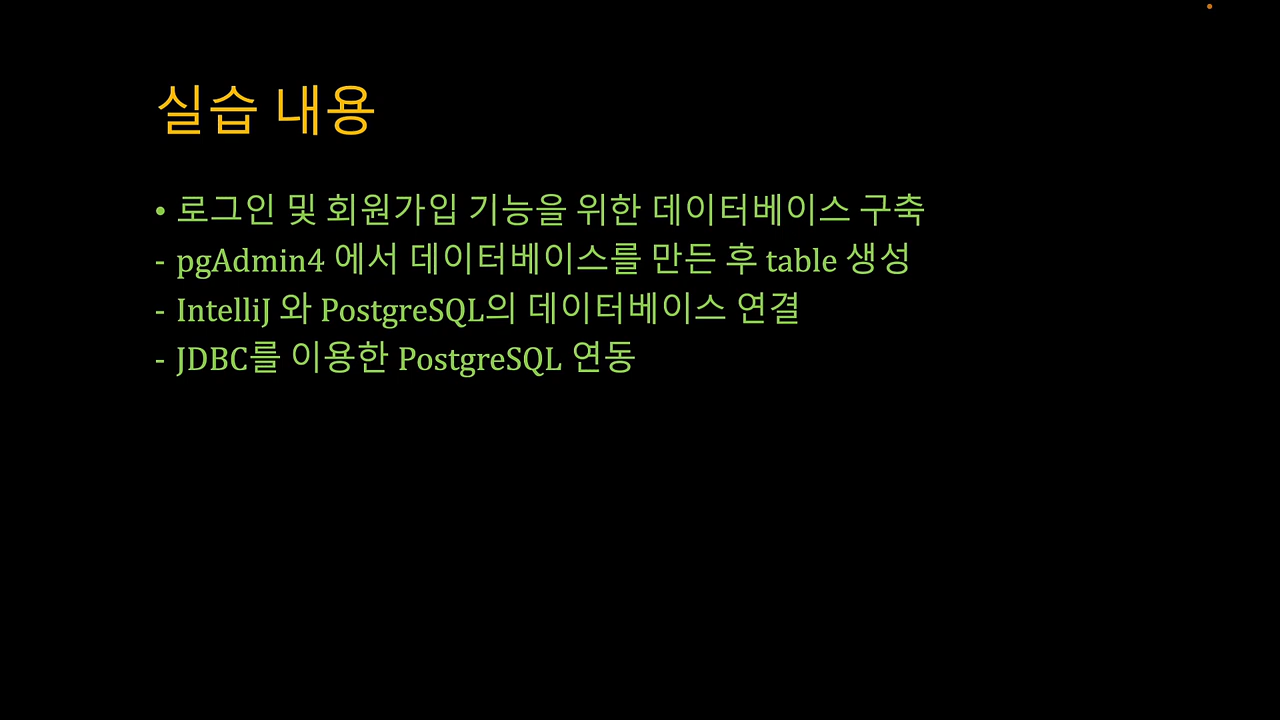 실습 내용
• 로그인 및 회원가입 기능을 위한 데이터베이스 구축
- pgAdmin4 에서 데이터베이스를 만든 후 table 생성
- IntelliJ 와 PostgreSQL의 데이터베이스 연결
- JDBC를 이용한 PostgreSQL 연동